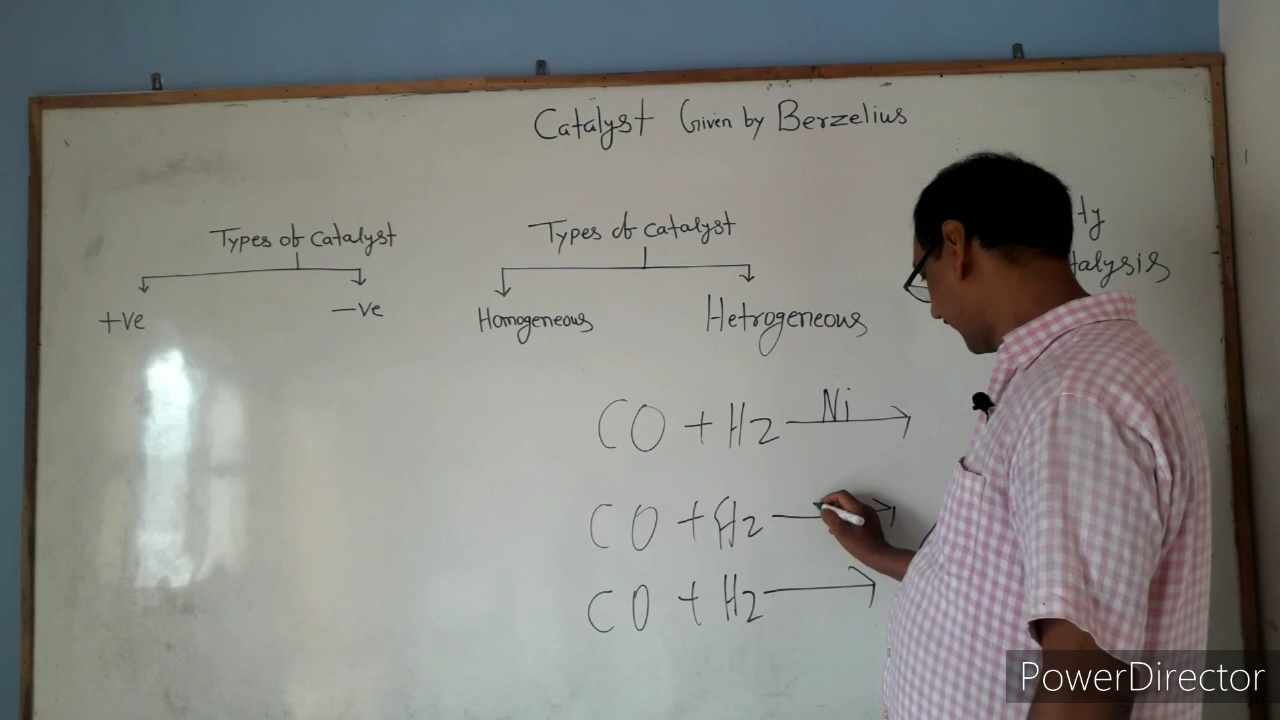 Catalyst Given by Berzelius
Types of Catalyst
+ve
-ve
Types of catalyst
Homogeneous
Hetrogeneous
CO + H2 Ni →
CO + H2 →
CO + H2 →
PowerDirector